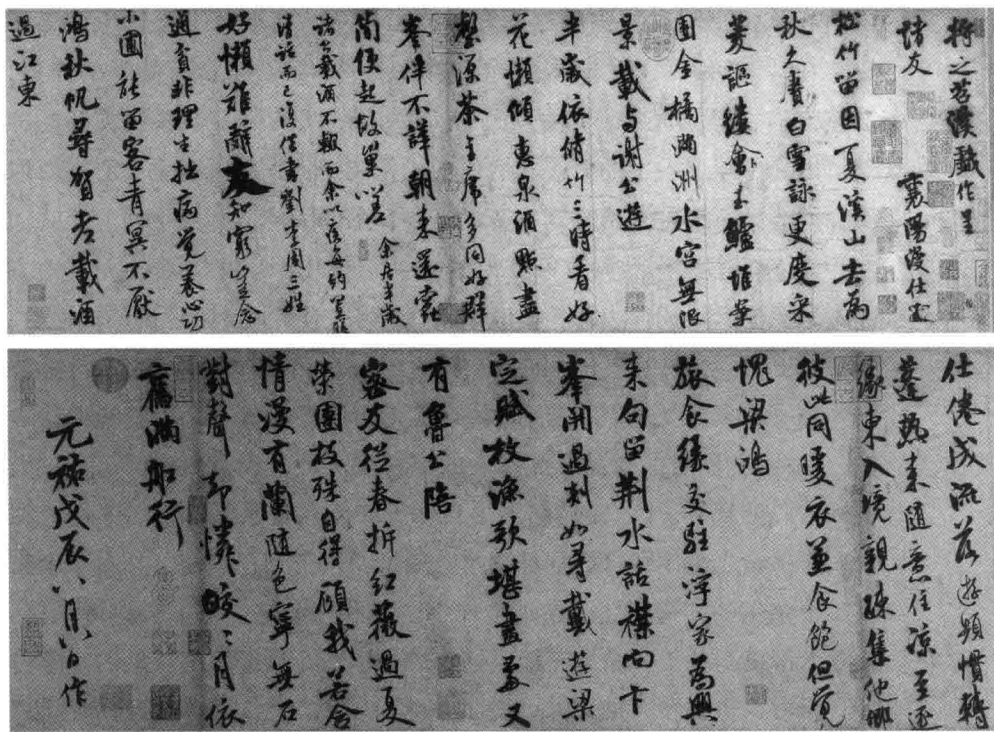 將之苕溪戲作呈
諸友 襄陽漫仕黻
松竹留因夏溪山去為
秋久賡白雪詠更度采
菱謳縷會玉鱸堆案
團金橘滿洲水宮無限
景載与謝公遊
半歲依脩竹三時看好
花懶傾惠泉酒點盡
壑源茶主席多同好群
峯伴不譁朝來還蠹
簡便起故巢嗟 余居半歲
諸公載酒不輟而余以疾每約置膳
清話而已復借書劉李周三姓
好懶難辭友知窮豈念
通貧非理生拙病覺養心功
小圃能留客青冥不厭
鴻秋帆尋賀老載酒
過江東
仕倦成流落遊頻慣轉
蓬熱來隨意住涼至逐
緣東入境親疎集他鄉
彼此同暖衣兼食飽但覺
愧梁鴻
旅食緣交駐浮家為興
來句留荊水話襟向卞
峯開過剡如尋戴遊梁
定賦枚漁歌堪畫處又
有魯公陪
密友從春拆紅薇過夏
榮團枝殊自得顧我若含
情漫有蘭隨色寧無石
對聲却憐皎〻月依
舊滿船行
元祐戊辰八月八日作